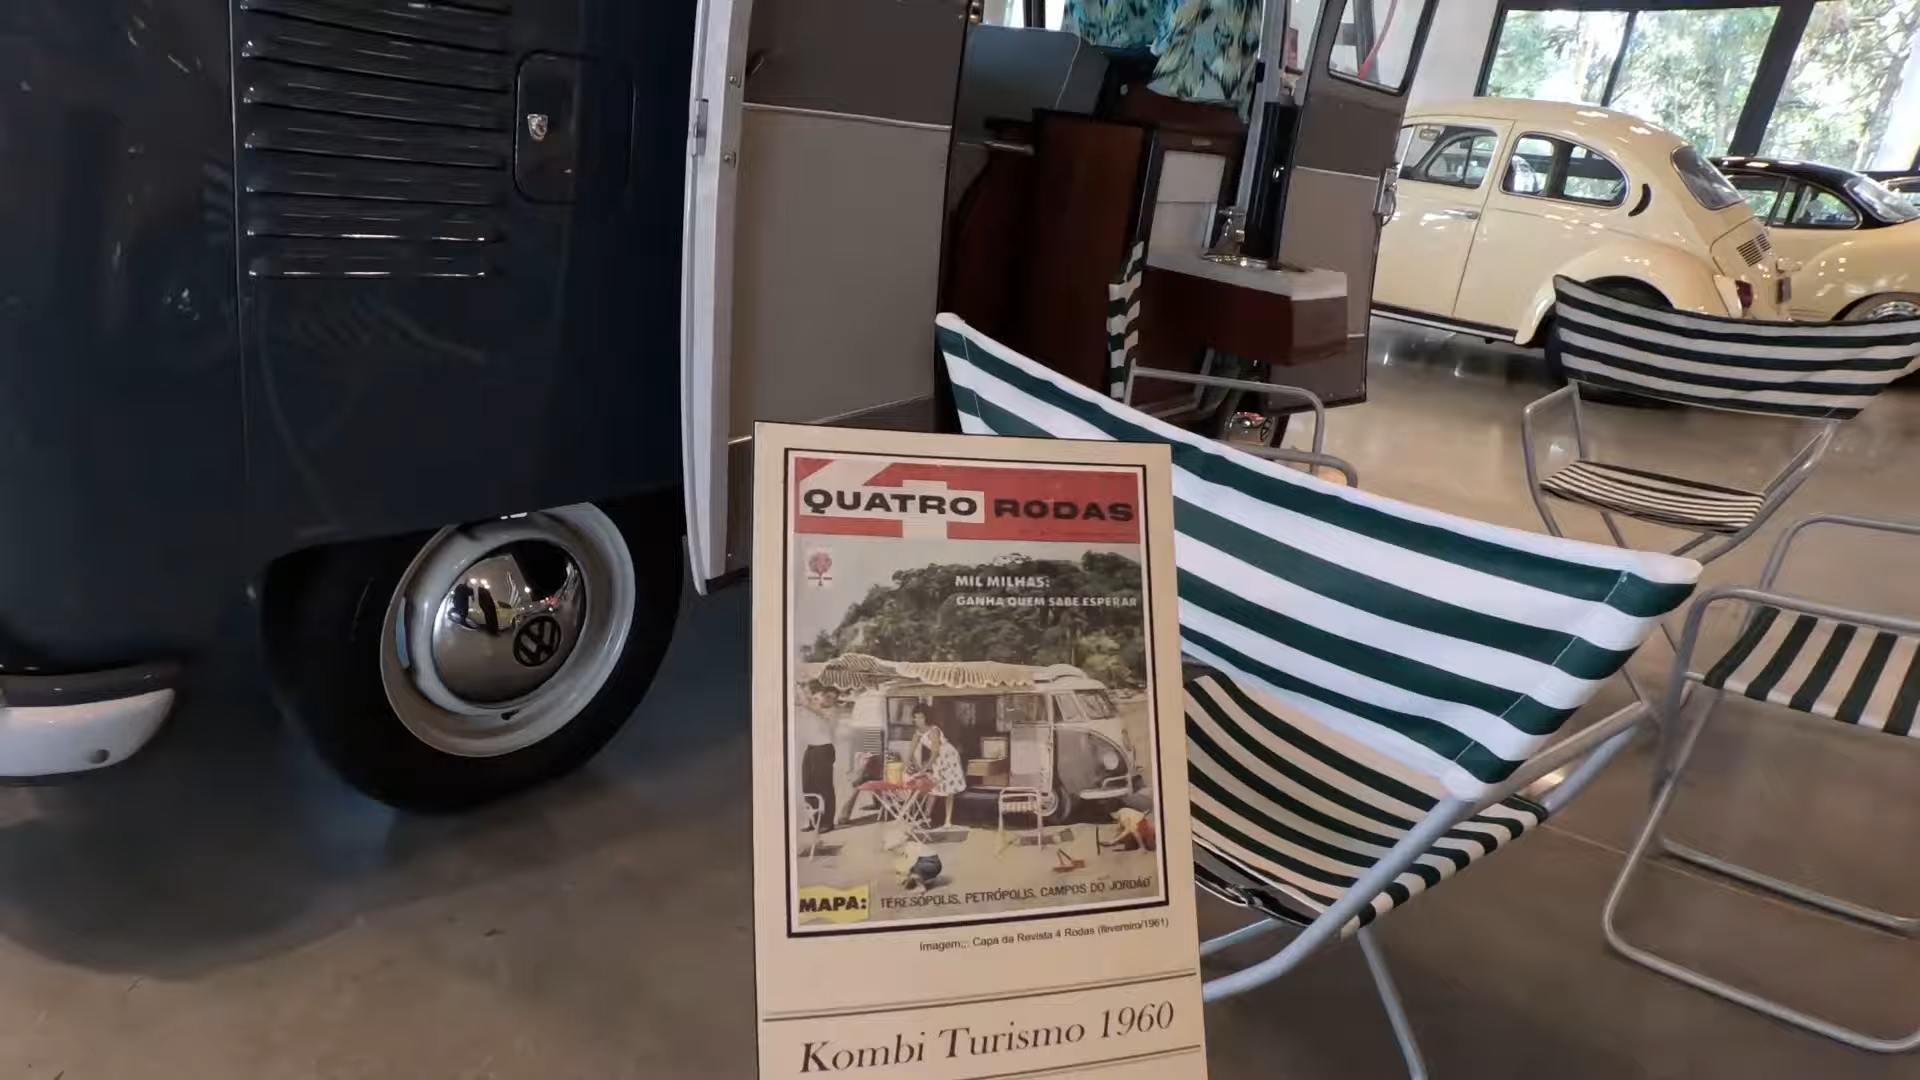 QUATRO RODAS
MIL MILHAS:
GANHA QUEM SABE ESPERAR
MAPA: TERESÓPOLIS, PETRÓPOLIS, CAMPOS DO JORDÃO
Imagem:. Capa da Revista 4 Rodas (fevereiro/1961)
Kombi Turismo 1960